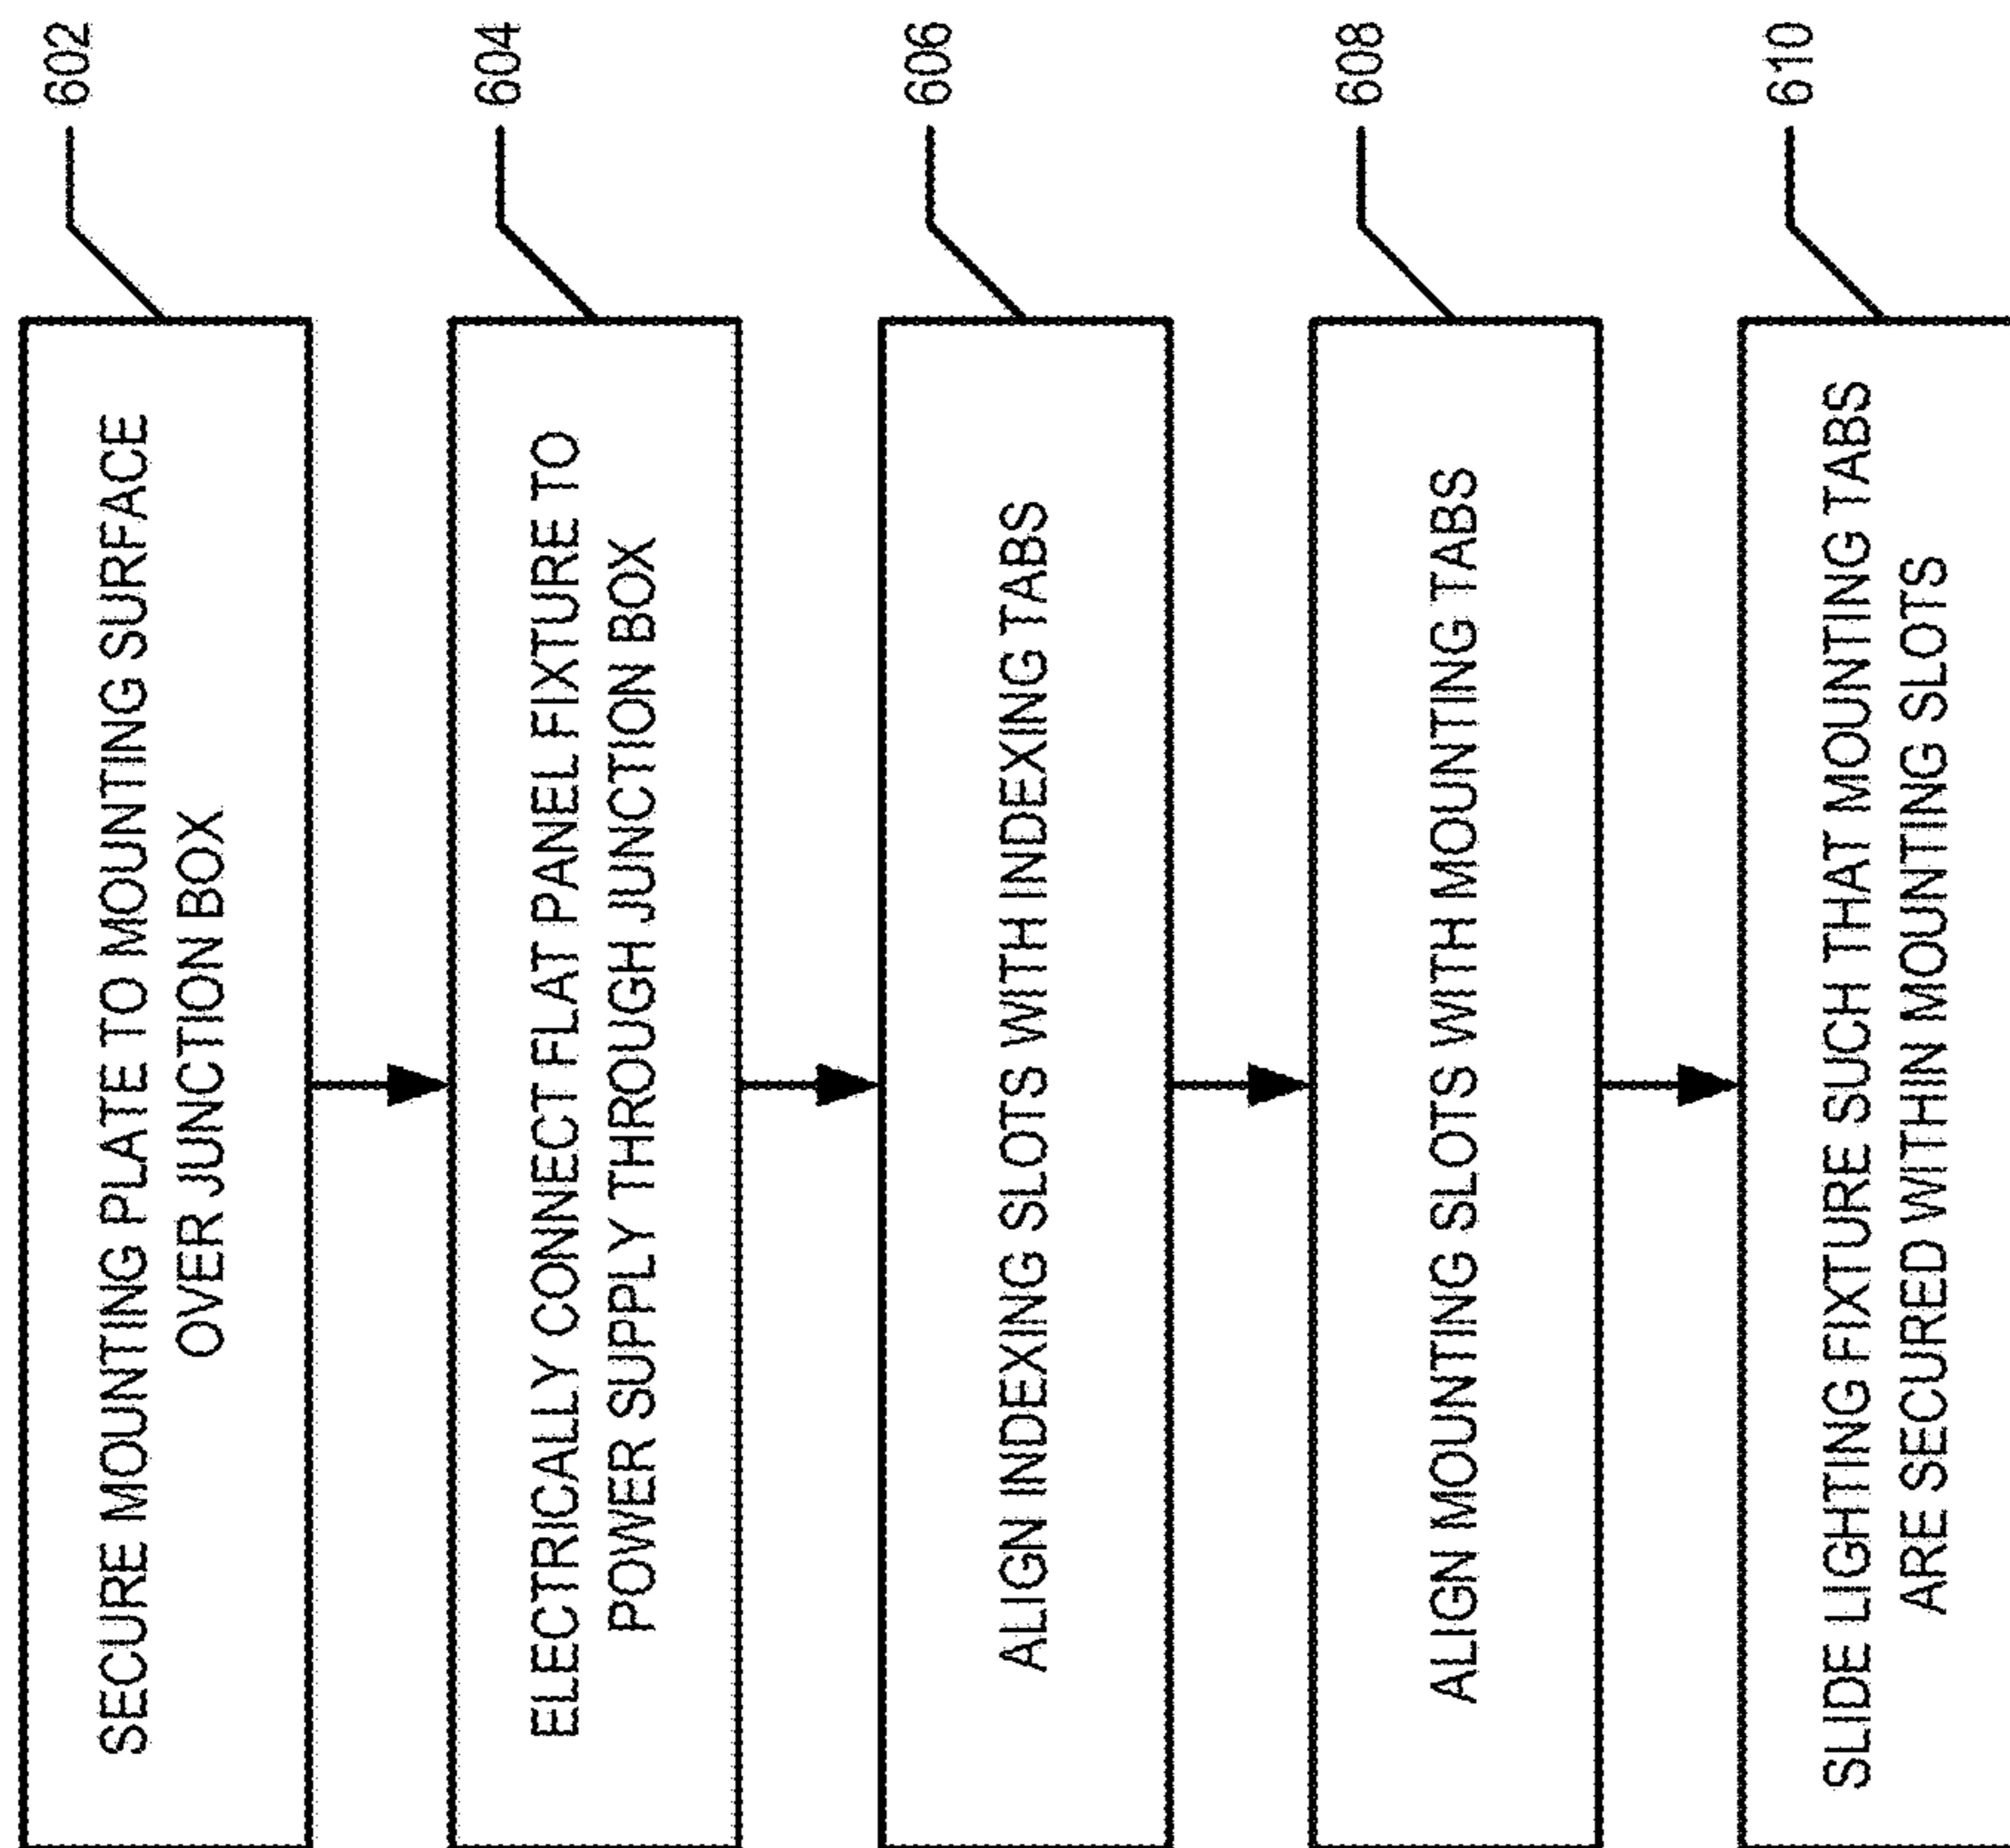 602
SECURE MOUNTING PLATE TO MOUNTING SURFACE
OVER JUNCTION BOX
604
ELECTRICALLY CONNECT FLAT PANEL FIXTURE TO
POWER SUPPLY THROUGH JUNCTION BOX
606
ALIGN INDEXING SLOTS WITH INDEXING TABS
608
ALIGN MOUNTING SLOTS WITH MOUNTING TABS
610
SLIDE LIGHTING FIXTURE SUCH THAT MOUNTING TABS
ARE SECURED WITHIN MOUNTING SLOTS